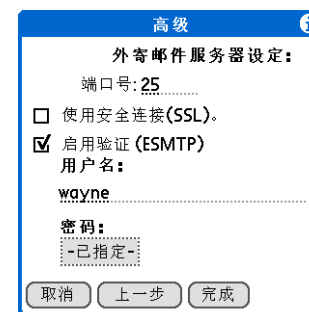 高级
外寄邮件服务器设定:
端口号: 25
使用安全连接(SSL)。
启用验证 (ESMTP)
用户名:
wayne
密码:
-已指定-
取消 上一步 完成